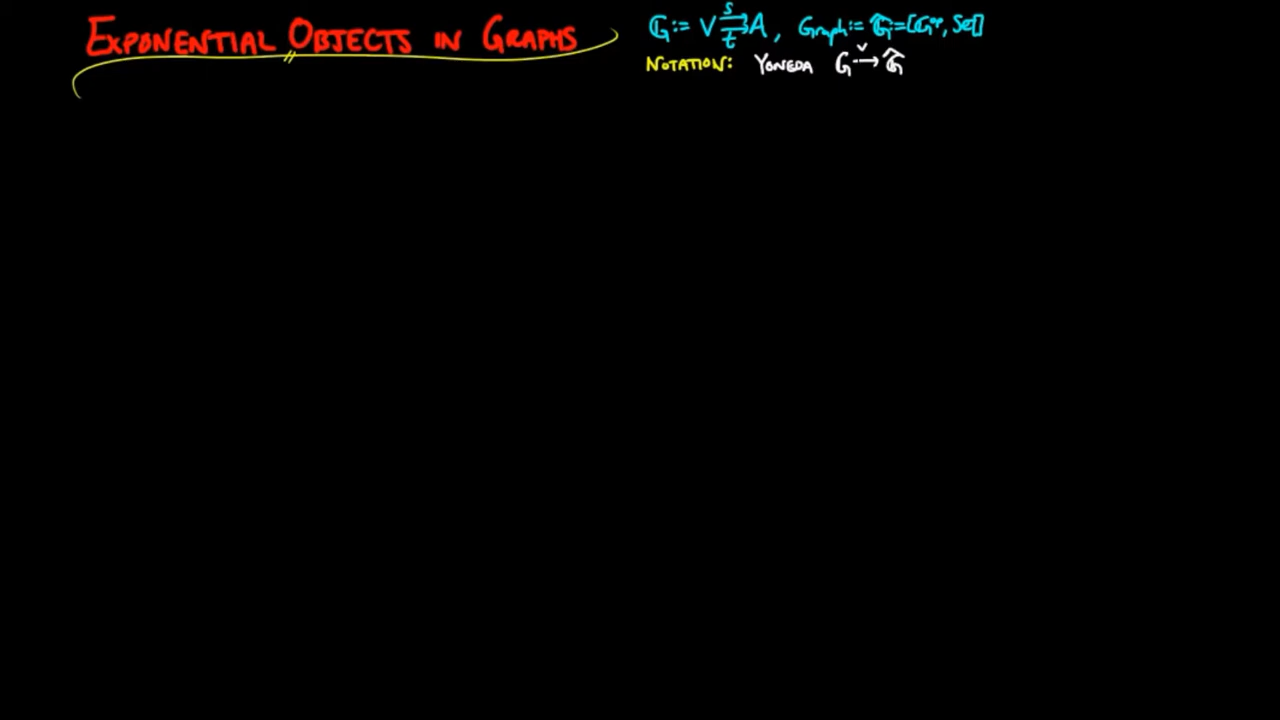 EXPONENTIAL OBJECTS IN GRAPHS
𝔾 := V s⇉t A, Graph := 𝔾̂ := [𝔾ᵒᵖ, Set]
NOTATION: YONEDA 𝔾 →ˇ 𝔾̂